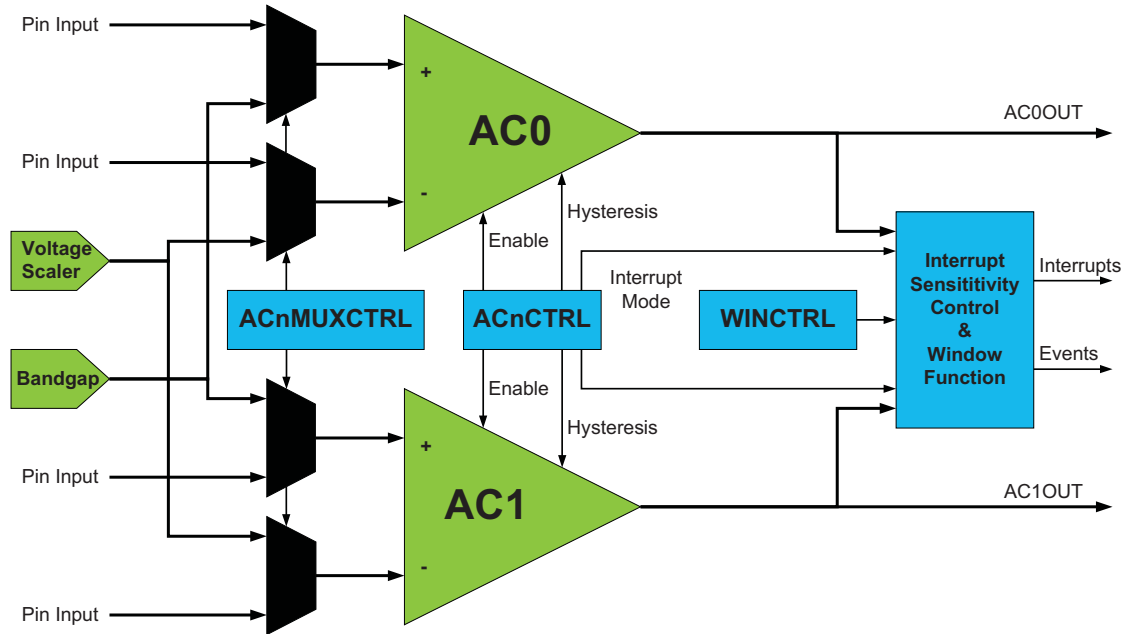 Pin Input
+
AC0
AC0OUT
Pin Input
-
Hysteresis
Enable
Voltage
Scaler
Interrupt
Mode
Interrupt
Sensititivity
Control
&
Window
Function
Interrupts
ACnMUXCTRL
ACnCTRL
WINCTRL
Events
Bandgap
Enable
Hysteresis
+
Pin Input
AC1
AC1OUT
-
Pin Input